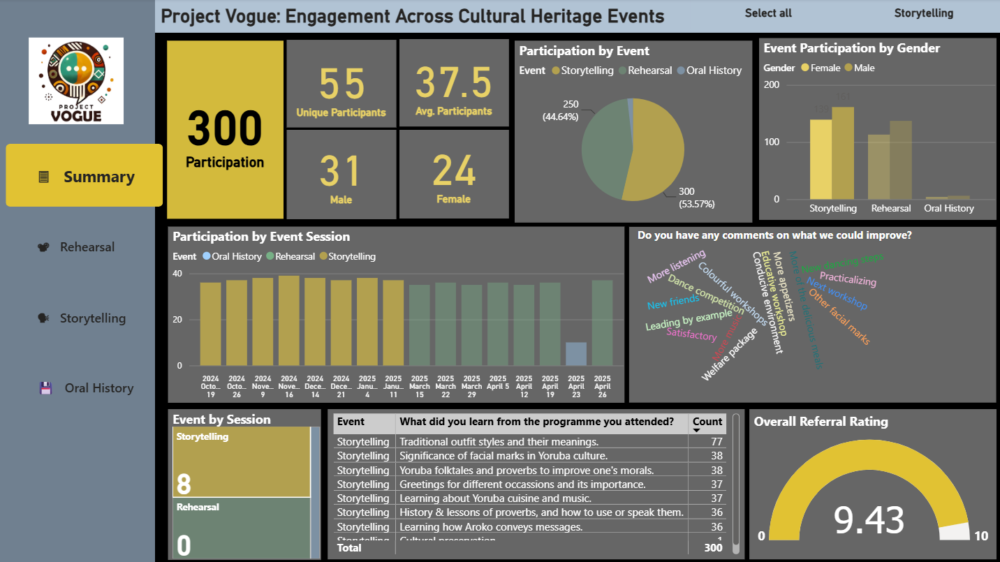 Project Vogue: Engagement Across Cultural Heritage Events
Select all
Storytelling
PROJECT
VOGUE
Summary
Rehearsal
Storytelling
Oral History
300
Participation
55
Unique Participants
37.5
Avg. Participants
31
Male
24
Female
Participation by Event
Event Storytelling Rehearsal Oral History
250
(44.64%)
300
(53.57%)
Event Participation by Gender
Gender Female Male
200
100
0
139
161
Storytelling Rehearsal Oral History
Participation by Event Session
Event Oral History Rehearsal Storytelling
40
20
0
2024 Octo... 19
2024 Octo... 26
2024 Nove... 9
2024 Nove... 16
2024 Dece... 14
2024 Dece... 21
2025 Janu... 4
2025 Janu... 11
2025 March 15
2025 March 22
2025 March 29
2025 April 5
2025 April 12
2025 April 19
2025 April 23
2025 April 26
Do you have any comments on what we could improve?
More listening
Colourful workshops
Dance competition
New friends
Leading by example
Satisfactory
More music
Welfare package
Conducive environment
Educative workshop
More appetizers
More of the delicious meals
New dancing steps
Practicalizing
Next workshop
Other facial marks
Event by Session
Storytelling
8
Rehearsal
0
Event What did you learn from the programme you attended? Count
Storytelling Traditional outfit styles and their meanings. 77
Storytelling Significance of facial marks in Yoruba culture. 38
Storytelling Yoruba folktales and proverbs to improve one's morals. 38
Storytelling Greetings for different occassions and its importance. 37
Storytelling Learning about Yoruba cuisine and music. 37
Storytelling History & lessons of proverbs, and how to use or speak them. 36
Storytelling Learning how Aroko conveys messages. 36
Storytelling Cultural preservation 1
Total 300
Overall Referral Rating
9.43
0
10